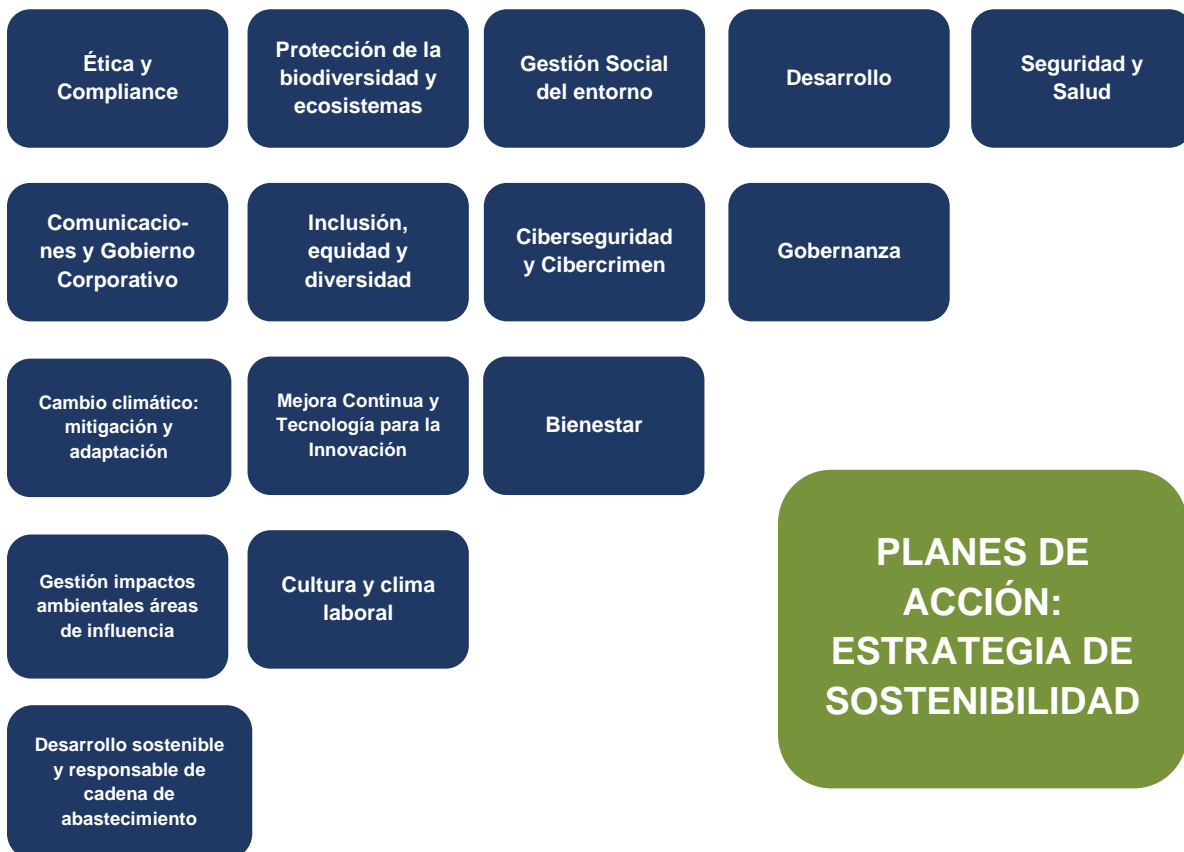 Ética y
Compliance
Protección de la
biodiversidad y
ecosistemas
Gestión Social
del entorno
Desarrollo
Seguridad y
Salud
Comunicacio-
nes y Gobierno
Corporativo
Inclusión,
equidad y
diversidad
Ciberseguridad
y Cibercrimen
Gobernanza
Cambio climático:
mitigación y
adaptación
Mejora Continua y
Tecnología para la
Innovación
Bienestar
Gestión impactos
ambientales áreas
de influencia
Cultura y clima
laboral
PLANES DE
ACCIÓN:
ESTRATEGIA DE
SOSTENIBILIDAD
Desarrollo sostenible
y responsable de
cadena de
abastecimiento